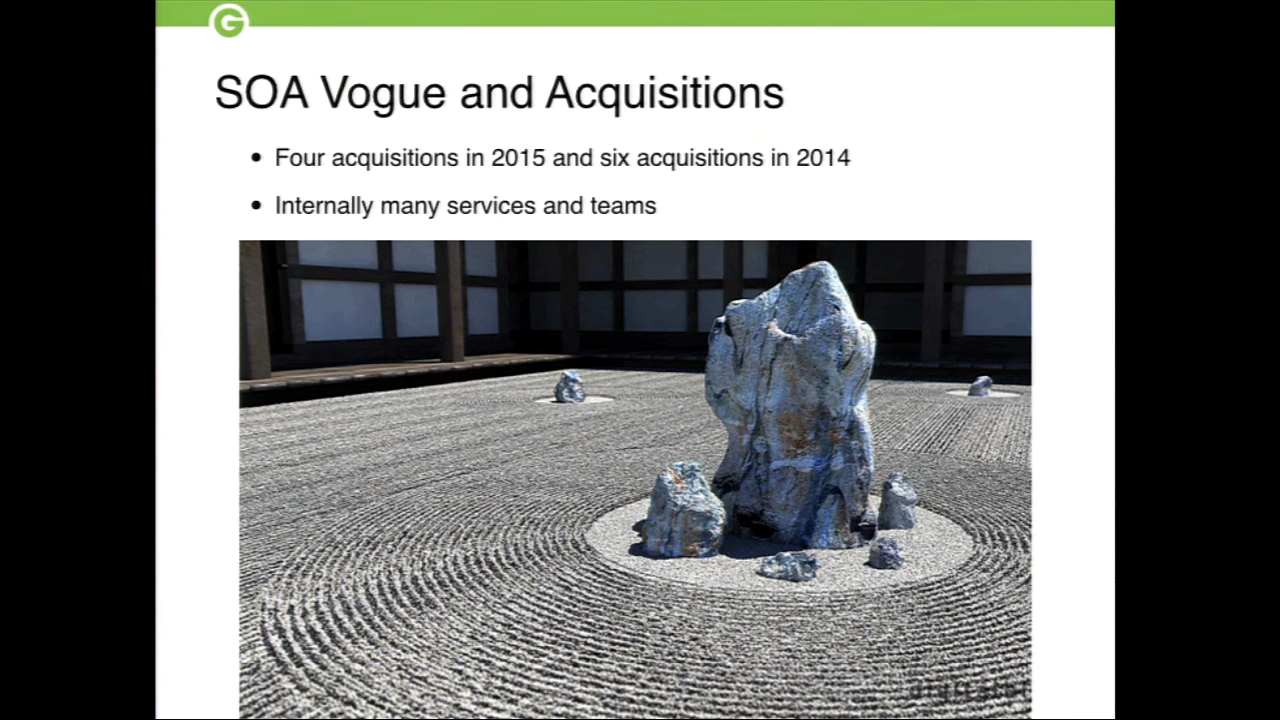 G
SOA Vogue and Acquisitions
• Four acquisitions in 2015 and six acquisitions in 2014
• Internally many services and teams